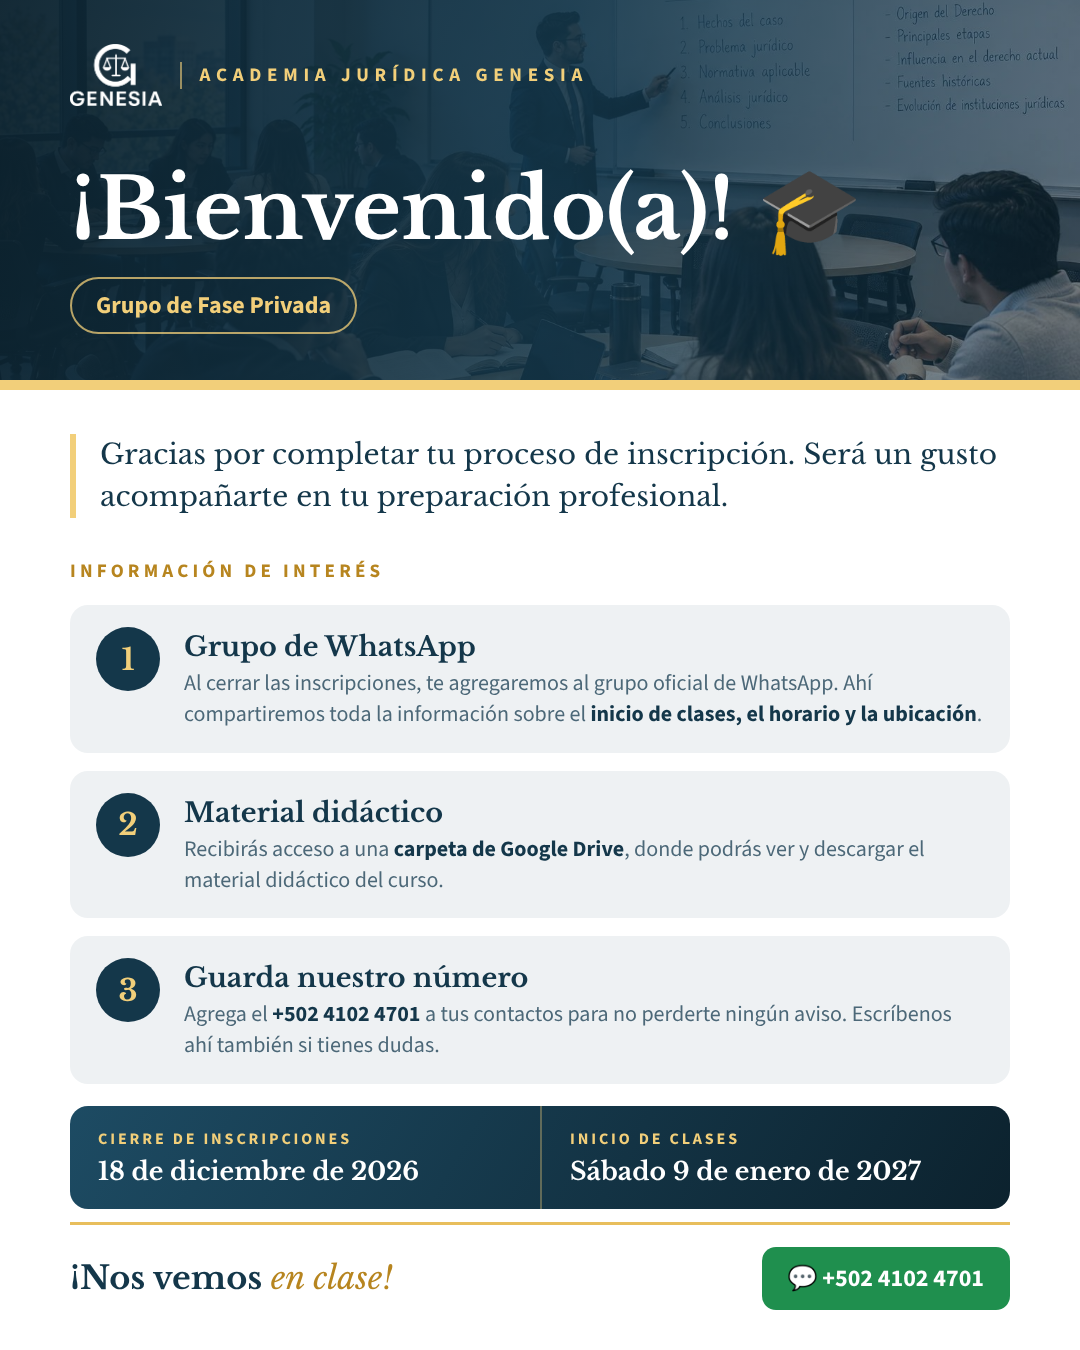 1. Hechos del caso
2. Problema jurídico
3. Normativa aplicable
4. Análisis jurídico
5. Conclusiones
- Origen del Derecho
- Principales etapas
- Influencia en el derecho actual
- Fuentes históricas
- Evolución de instituciones jurídicas
GENESIA
ACADEMIA JURÍDICA GENESIA
¡Bienvenido(a)! 🎓
Grupo de Fase Privada
Gracias por completar tu proceso de inscripción. Será un gusto
acompañarte en tu preparación profesional.
INFORMACIÓN DE INTERÉS
1
Grupo de WhatsApp
Al cerrar las inscripciones, te agregaremos al grupo oficial de WhatsApp. Ahí
compartiremos toda la información sobre el inicio de clases, el horario y la ubicación.
2
Material didáctico
Recibirás acceso a una carpeta de Google Drive, donde podrás ver y descargar el
material didáctico del curso.
3
Guarda nuestro número
Agrega el +502 4102 4701 a tus contactos para no perderte ningún aviso. Escríbenos
ahí también si tienes dudas.
CIERRE DE INSCRIPCIONES
18 de diciembre de 2026
INICIO DE CLASES
Sábado 9 de enero de 2027
¡Nos vemos en clase!
💬 +502 4102 4701